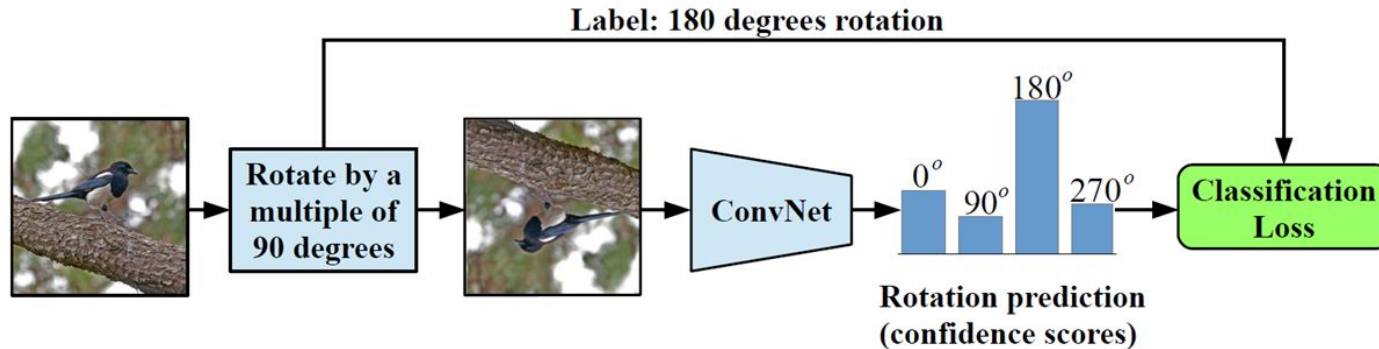 Label: 180 degrees rotation
Rotate by a
multiple of
90 degrees
ConvNet
0°
90°
180°
270°
Rotation prediction
(confidence scores)
Classification
Loss